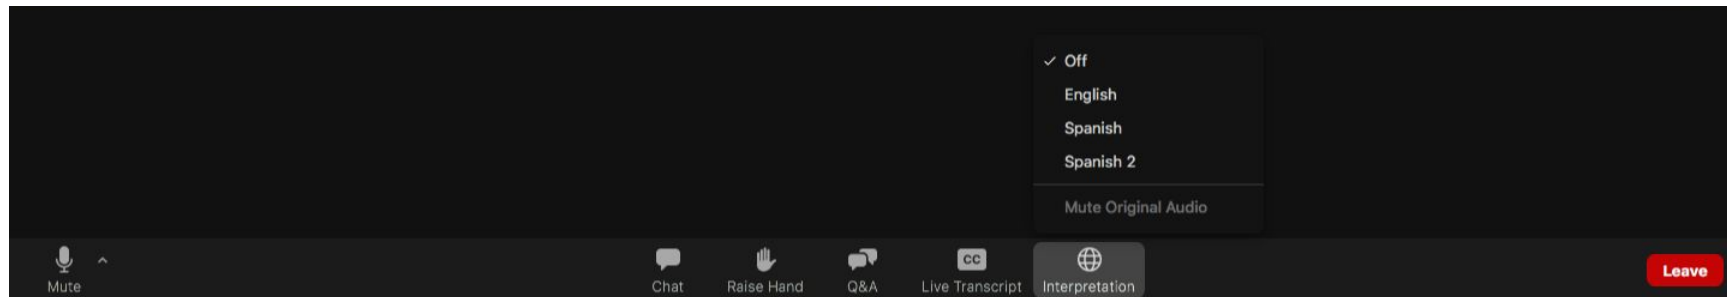 Off
English
Spanish
Spanish 2
Mute Original Audio
Mute
Chat
Raise Hand
Q&A
CC
Live Transcript
Interpretation
Leave